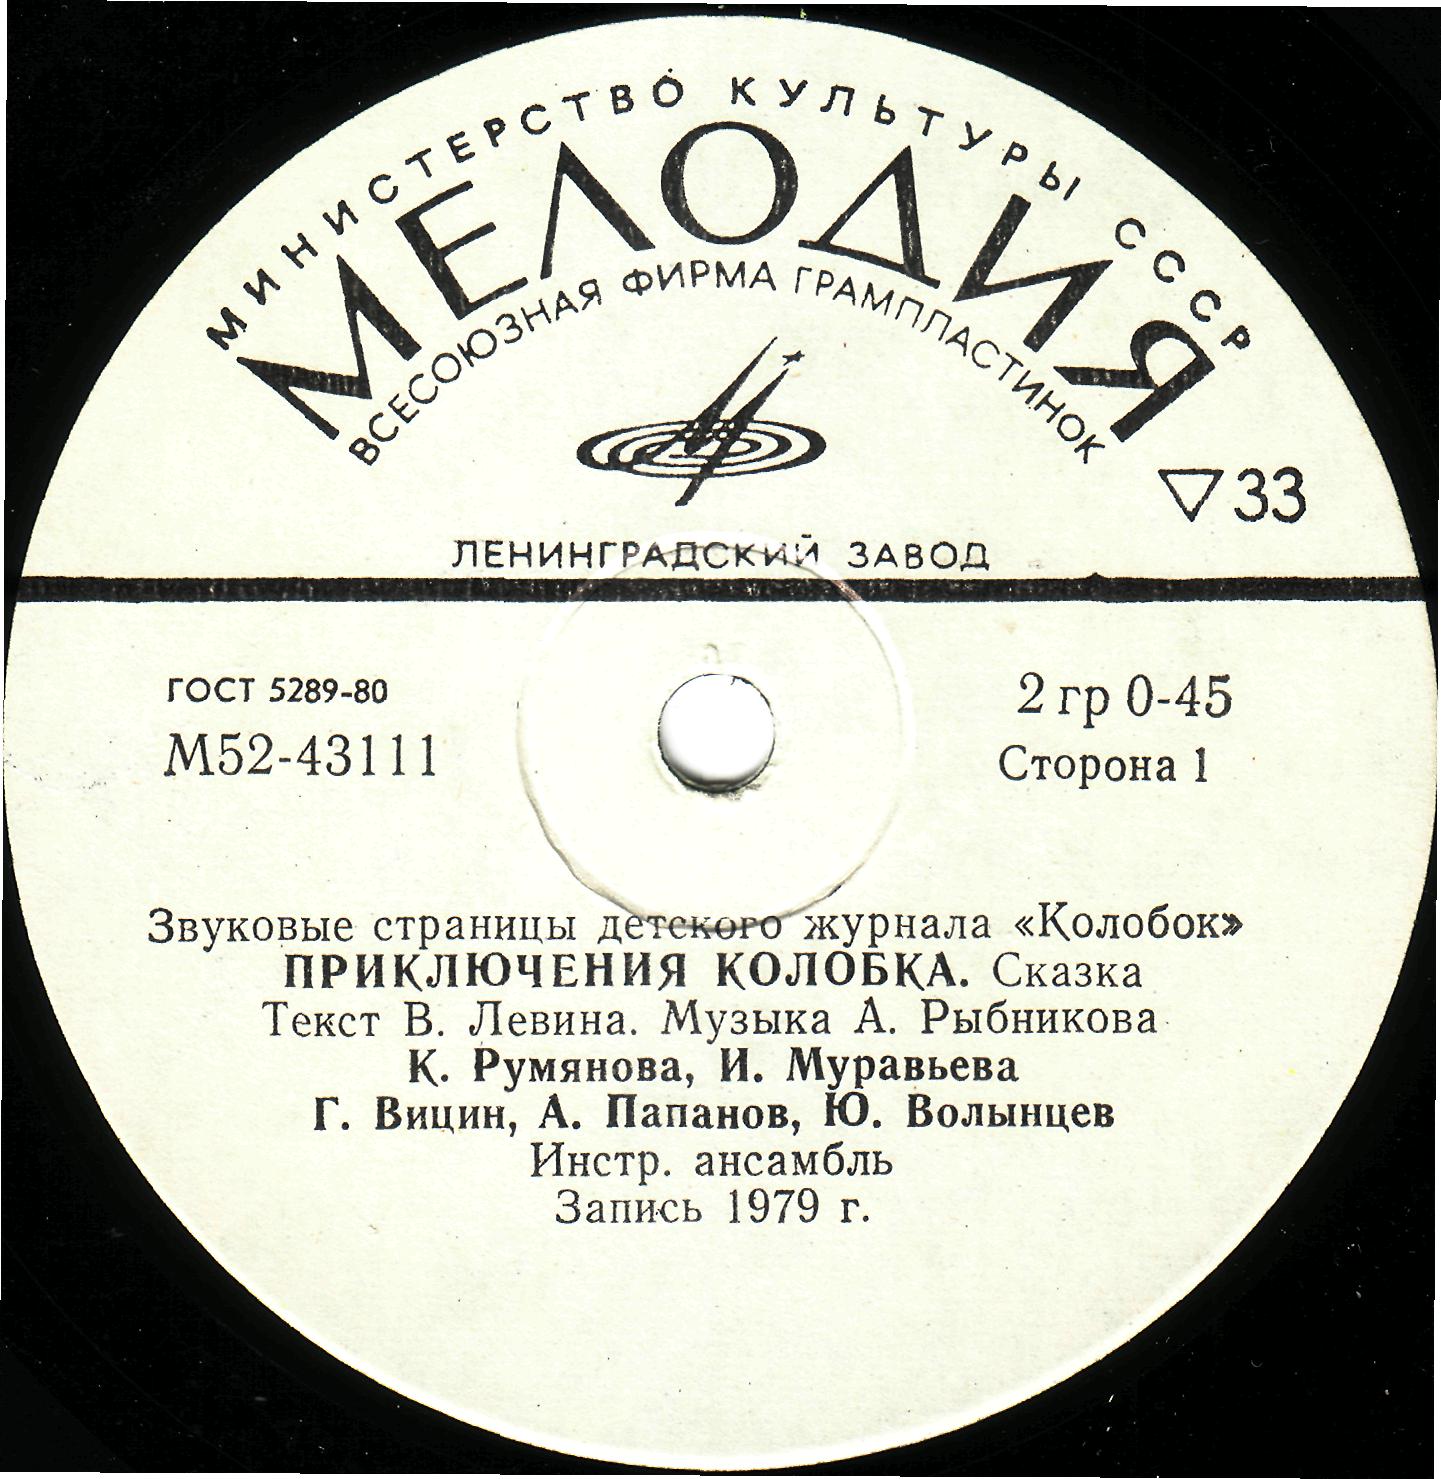 МИНИСТЕРСТВО КУЛЬТУРЫ СССР
МЕЛОДИЯ
ВСЕСОЮЗНАЯ ФИРМА ГРАМПЛАСТИНОК
33
ЛЕНИНГРАДСКИЙ ЗАВОД
ГОСТ 5289-80
2 гр 0-45
М52-43111
Сторона 1
Звуковые страницы детского журнала «Колобок»
ПРИКЛЮЧЕНИЯ КОЛОБКА. Сказка
Текст В. Левина. Музыка А. Рыбникова
К. Румянова, И. Муравьева
Г. Вицин, А. Папанов, Ю. Волынцев
Инстр. ансамбль
Запись 1979 г.